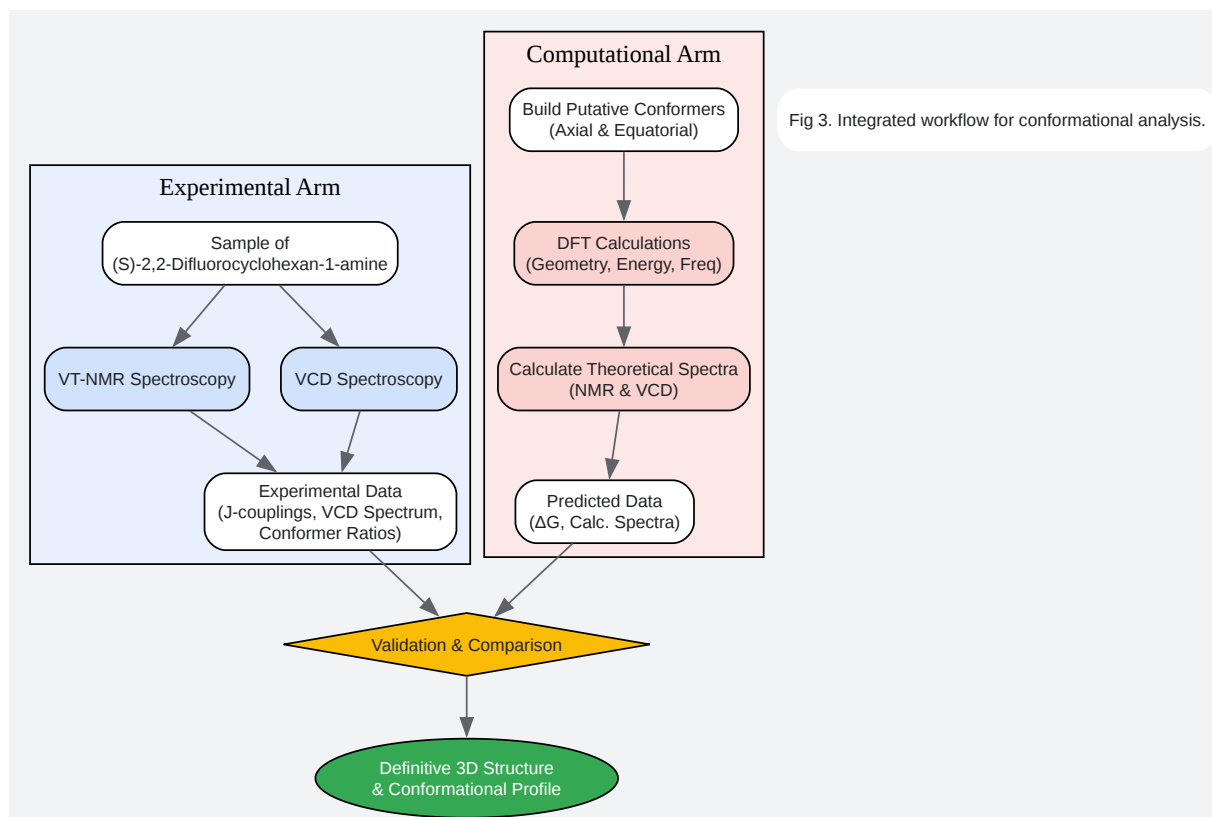 Computational Arm
Build Putative Conformers
(Axial & Equatorial)
Fig 3. Integrated workflow for conformational analysis.
Experimental Arm
Sample of
(S)-2,2-Difluorocyclohexan-1-amine
DFT Calculations
(Geometry, Energy, Freq)
VT-NMR Spectroscopy
VCD Spectroscopy
Calculate Theoretical Spectra
(NMR & VCD)
Experimental Data
(J-couplings, VCD Spectrum,
Conformer Ratios)
Predicted Data
(ΔG, Calc. Spectra)
Validation & Comparison
Definitive 3D Structure
& Conformational Profile